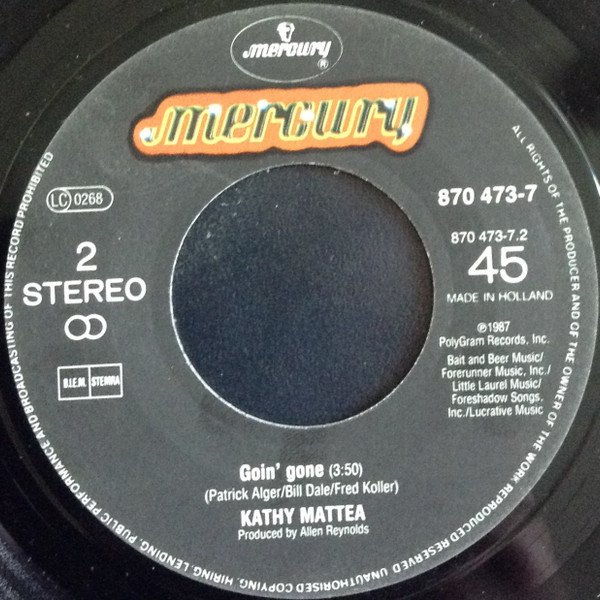 mercury
®
mercury
LC 0268
2
STEREO
B.I.E.M. STEMRA
870 473-7
870 473-7.2
45
MADE IN HOLLAND
℗1987
PolyGram Records, Inc.
Bait and Beer Music/
Forerunner Music, Inc./
Little Laurel Music/
Foreshadow Songs,
Inc./Lucrative Music
Goin' gone (3:50)
(Patrick Alger/Bill Dale/Fred Koller)
KATHY MATTEA
Produced by Allen Reynolds
ALL RIGHTS OF THE PRODUCER AND OF THE OWNER OF THE WORK REPRODUCED RESERVED. UNAUTHORISED COPYING, HIRING, LENDING, PUBLIC PERFORMANCE AND BROADCASTING OF THIS RECORD PROHIBITED